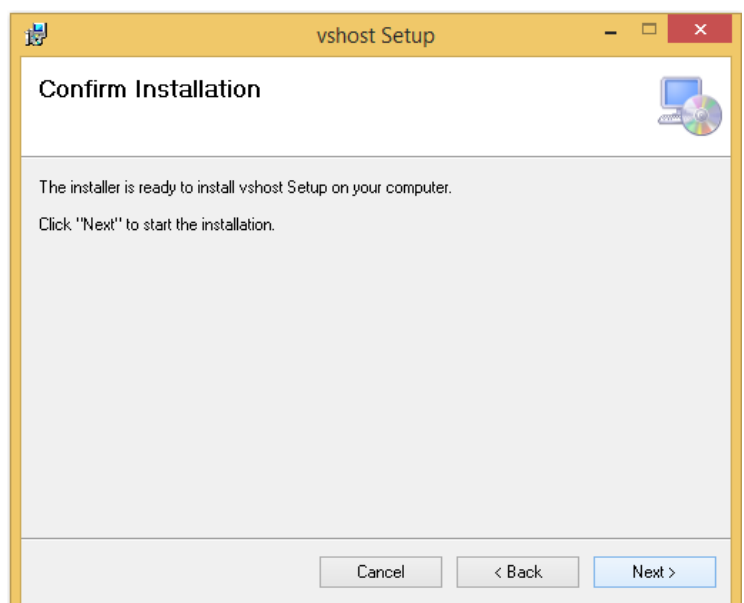 vshost Setup
Confirm Installation
The installer is ready to install vshost Setup on your computer.
Click "Next" to start the installation.
Cancel
< Back
Next >